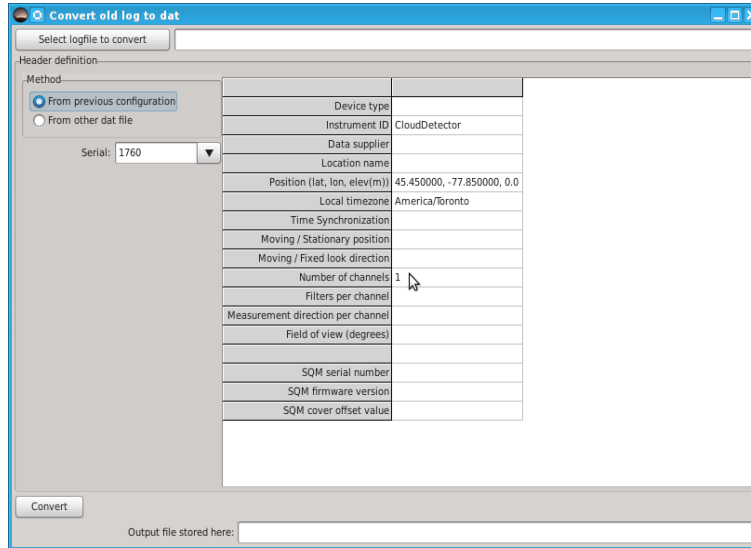 Convert old log to dat
Select logfile to convert
Header definition
Method
From previous configuration
From other dat file
Serial: 1760
Device type
Instrument ID CloudDetector
Data supplier
Location name
Position (lat, lon, elev(m)) 45.450000, -77.850000, 0.0
Local timezone America/Toronto
Time Synchronization
Moving / Stationary position
Moving / Fixed look direction
Number of channels 1
Filters per channel
Measurement direction per channel
Field of view (degrees)
SQM serial number
SQM firmware version
SQM cover offset value
Convert
Output file stored here: